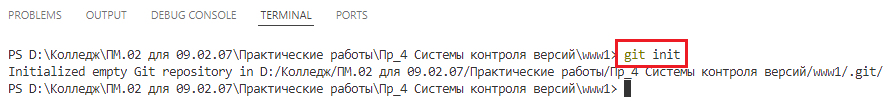 PROBLEMS OUTPUT DEBUG CONSOLE TERMINAL PORTS
PS D:\Колледж\ПМ.02 для 09.02.07\Практические работы\Пр_4 Системы контроля версий\www1> git init
Initialized empty Git repository in D:/Колледж/ПМ.02 для 09.02.07/Практические работы/Пр_4 Системы контроля версий/www1/.git/
PS D:\Колледж\ПМ.02 для 09.02.07\Практические работы\Пр_4 Системы контроля версий\www1>